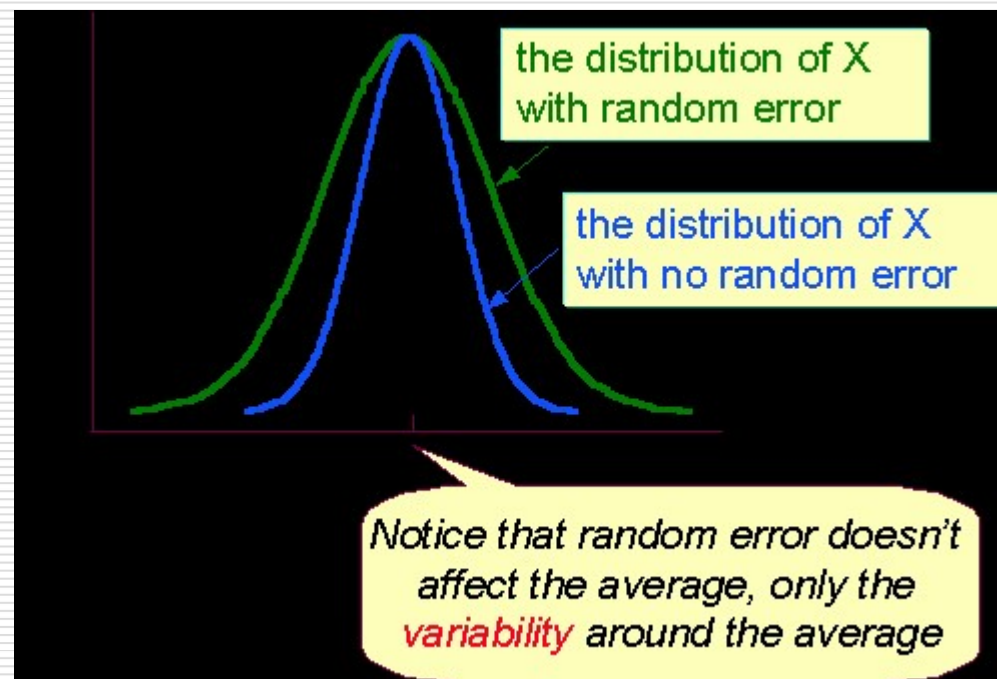 the distribution of X
with random error
the distribution of X
with no random error
Notice that random error doesn't
affect the average, only the
variability around the average